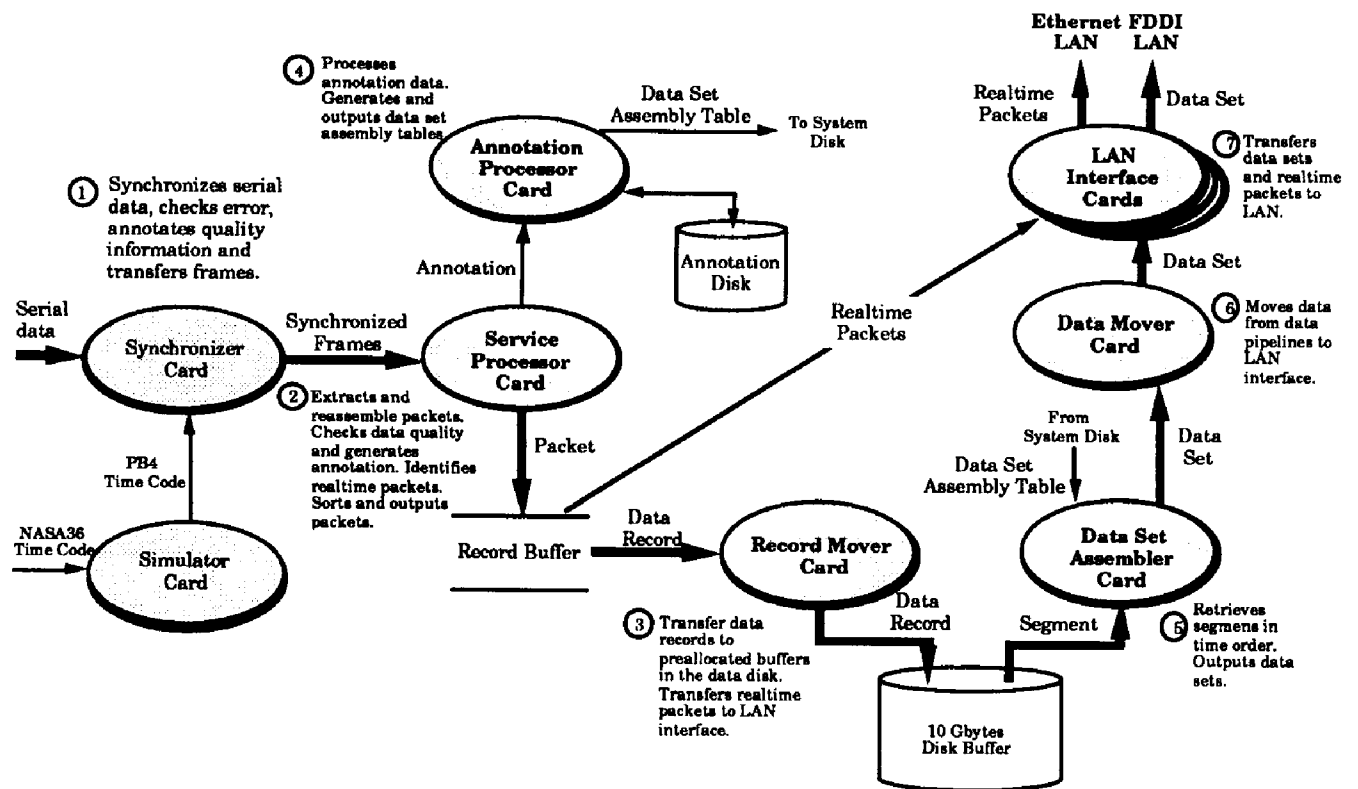 Ethernet FDDI
LAN LAN
4 Processes
annotation data.
Generates and
outputs data set
assembly tables.
Data Set
Assembly Table
To System
Disk
Realtime
Packets
Data Set
Annotation
Processor
Card
LAN
Interface
Cards
7 Transfers
data sets
and realtime
packets to
LAN.
1 Synchronizes serial
data, checks error,
annotates quality
information and
transfers frames.
Annotation
Annotation
Disk
Data Set
Serial
data
Synchronizer
Card
Synchronized
Frames
Service
Processor
Card
Realtime
Packets
Data Mover
Card
6 Moves data
from data
pipelines to
LAN
interface.
2 Extracts and
reassemble packets.
Checks data quality
and generates
annotation. Identifies
realtime packets.
Sorts and outputs
packets.
Packet
From
System Disk
Data Set
Assembly Table
Data
Set
PB4
Time Code
NASA36
Time Code
Simulator
Card
Record Buffer
Data
Record
Record Mover
Card
Data Set
Assembler
Card
3 Transfer data
records to
preallocated buffers
in the data disk.
Transfers realtime
packets to LAN
interface.
Data
Record
Segment
5 Retrieves
segmens in
time order.
Outputs data
sets.
10 Gbytes
Disk Buffer